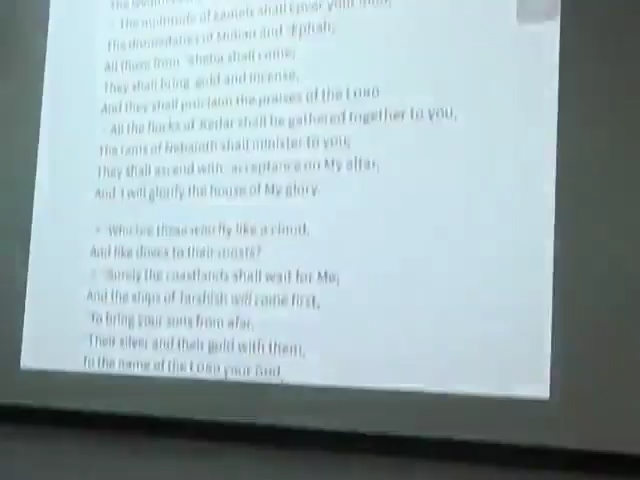 The multitude of camels shall cover your land,
The dromedaries of Midian and Ephah;
All those from Sheba shall come;
They shall bring gold and incense,
And they shall proclaim the praises of the LORD
All the flocks of Kedar shall be gathered together to you,
The rams of Nebaioth shall minister to you;
They shall ascend with acceptance on My altar,
And I will glorify the house of My glory.
Who are these who fly like a cloud,
And like doves to their roosts?
Surely the coastlands shall wait for Me;
And the ships of Tarshish will come first,
To bring your sons from afar,
Their silver and their gold with them,
To the name of the LORD your God,